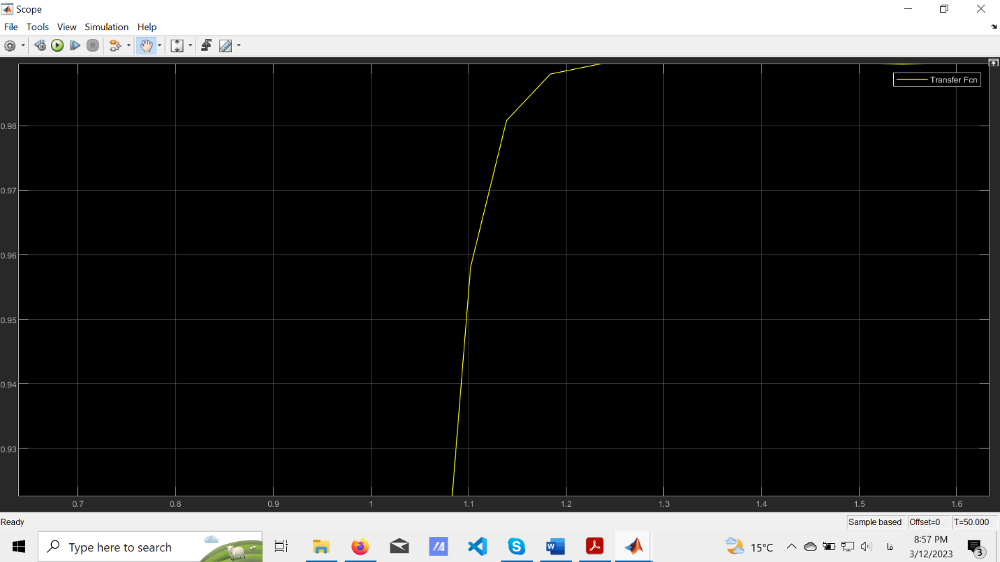 Scope
File Tools View Simulation Help
Transfer Fcn
0.98
0.97
0.96
0.95
0.94
0.93
0.7 0.8 0.9 1 1.1 1.2 1.3 1.4 1.5 1.6
Ready Sample based Offset=0 T=50.000
Type here to search 15°C فا 8:57 PM
3/12/2023 3